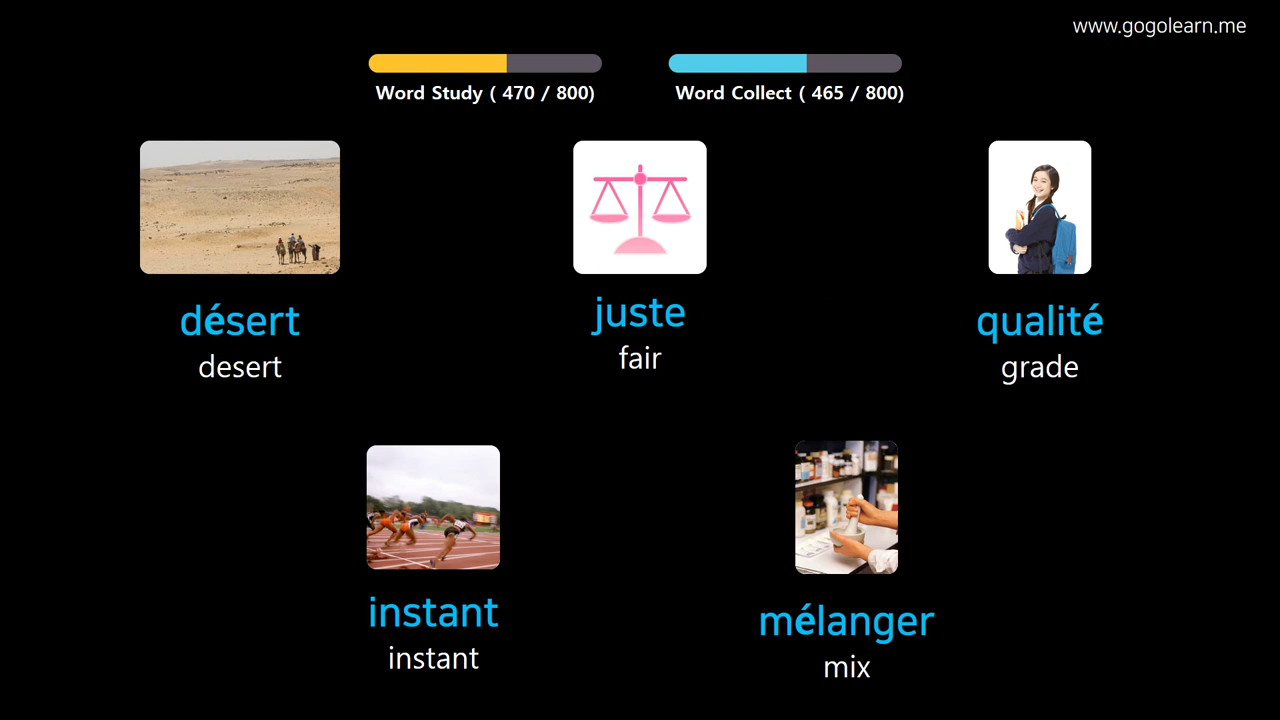 www.gogolearn.me
Word Study ( 470 / 800)
Word Collect ( 465 / 800)
désert
desert
juste
fair
qualité
grade
instant
instant
mélanger
mix